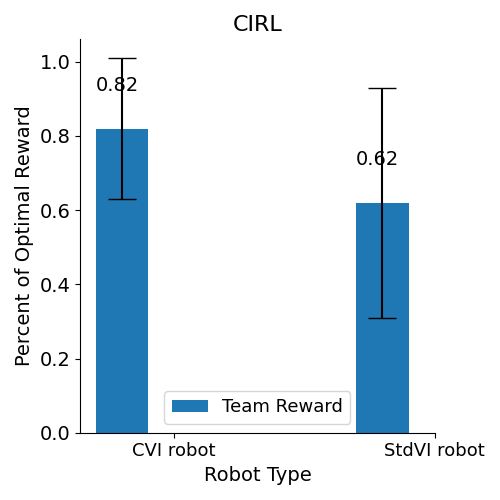 CIRL
Percent of Optimal Reward
1.0
0.8
0.6
0.4
0.2
0.0
0.82
0.62
Team Reward
CVI robot
StdVI robot
Robot Type